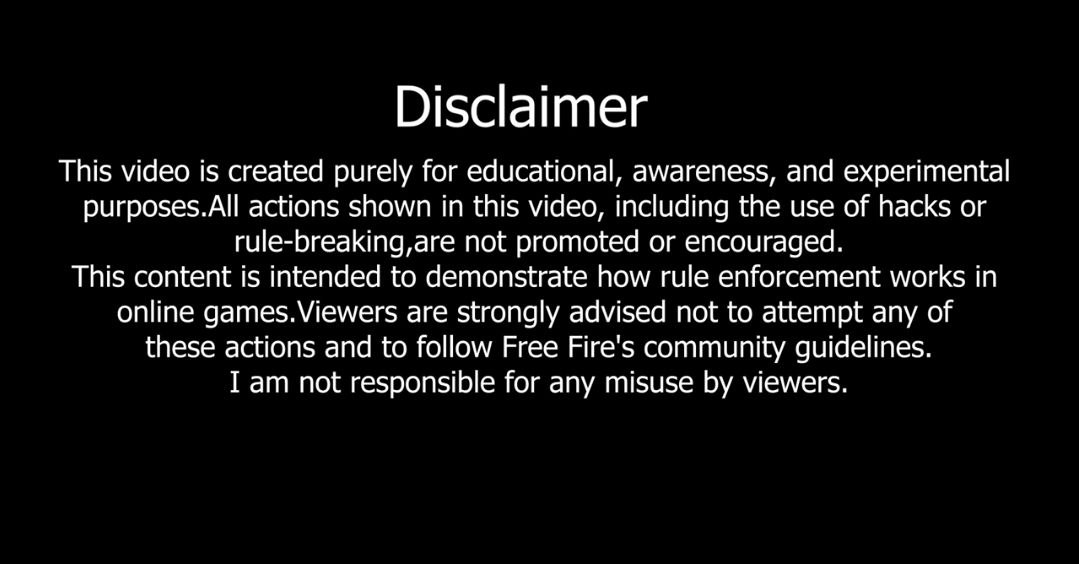 Disclaimer
This video is created purely for educational, awareness, and experimental
purposes.All actions shown in this video, including the use of hacks or
rule-breaking,are not promoted or encouraged.
This content is intended to demonstrate how rule enforcement works in
online games.Viewers are strongly advised not to attempt any of
these actions and to follow Free Fire's community guidelines.
I am not responsible for any misuse by viewers.